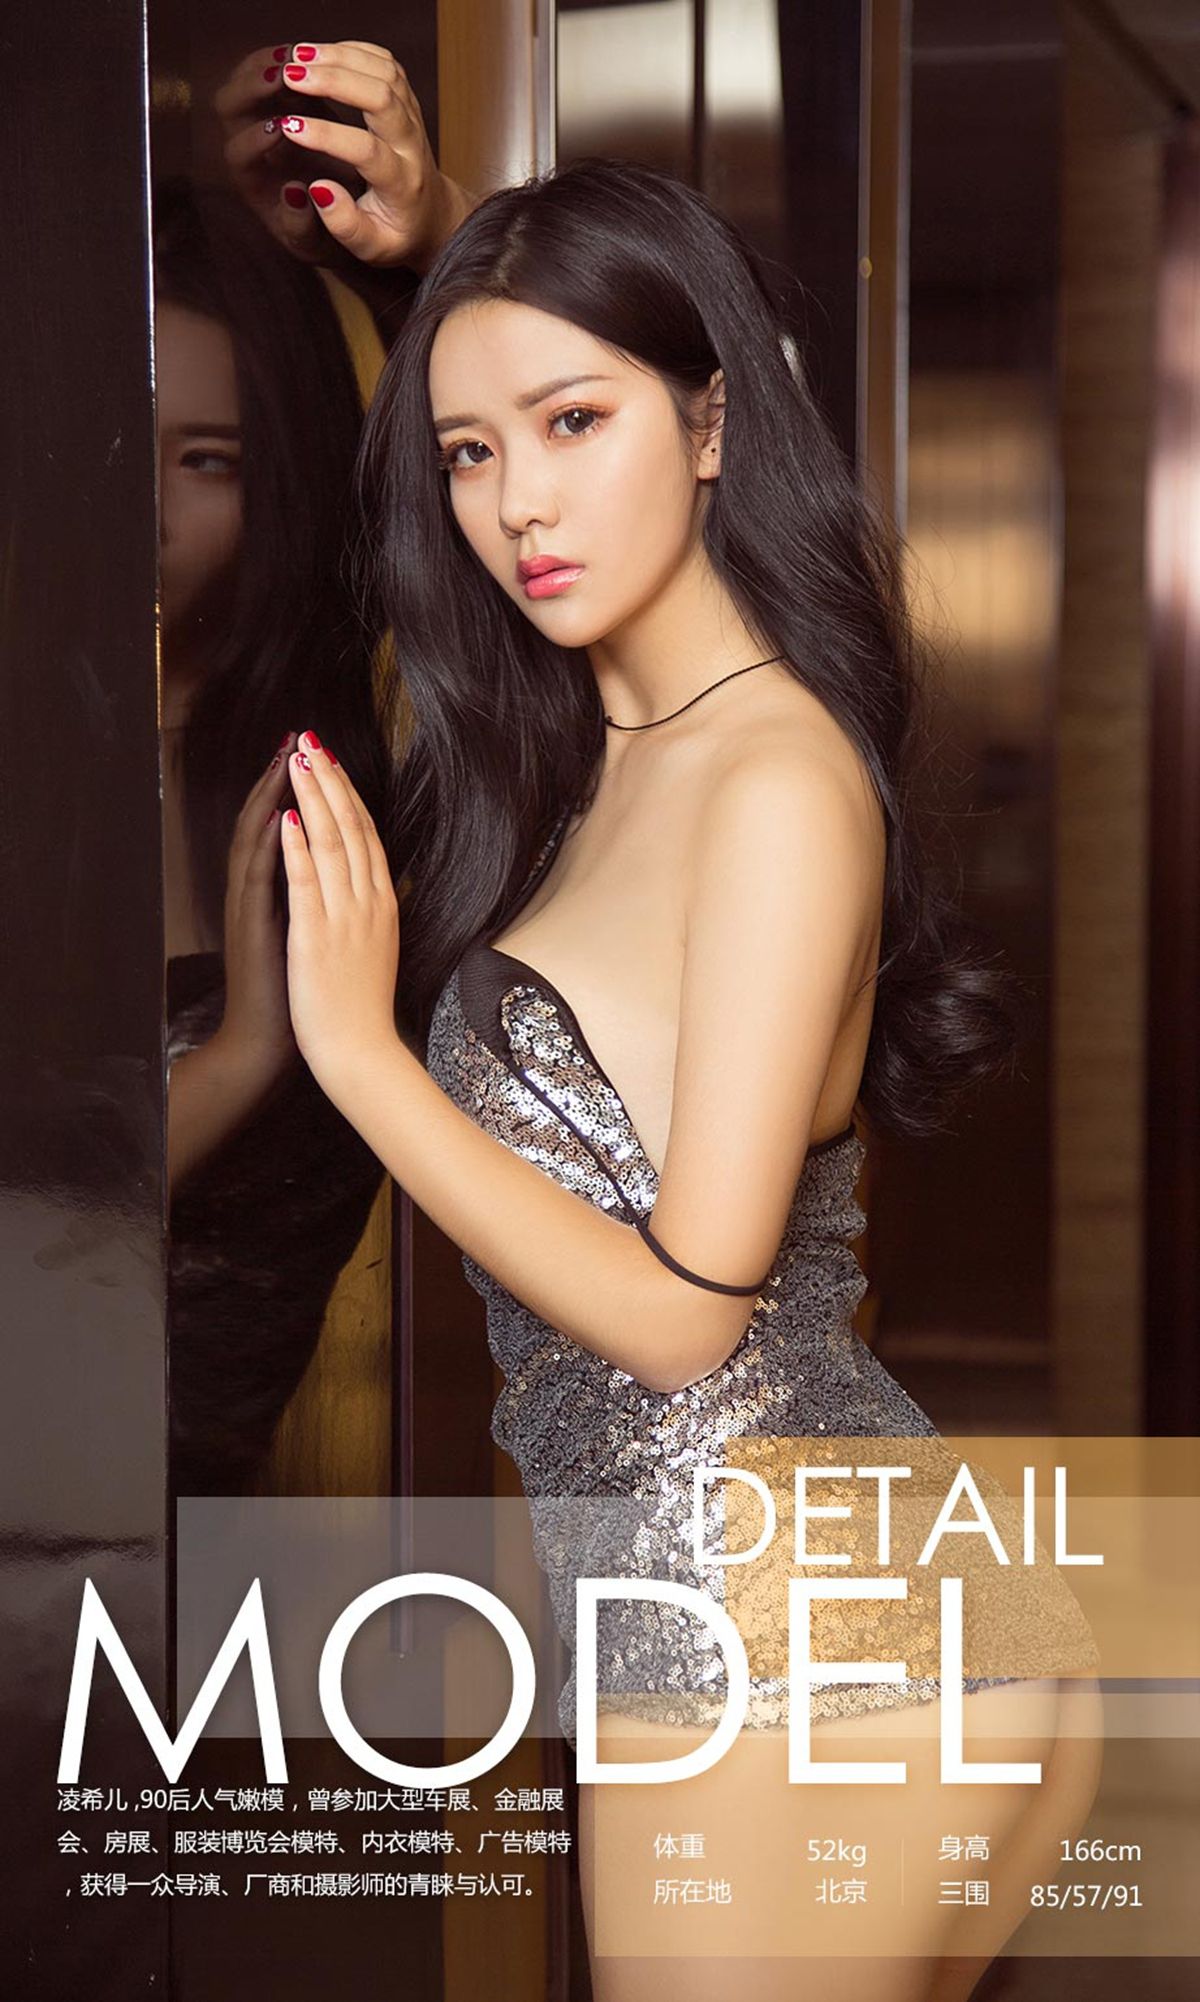 DETAIL
MODEL
凌希儿 ,90后人气嫩模，曾参加大型车展、金融展
会、房展、服装博览会模特、内衣模特、广告模特
，获得一众导演、厂商和摄影师的青睐与认可。
体重 52kg 身高 166cm
所在地 北京 三围 85/57/91